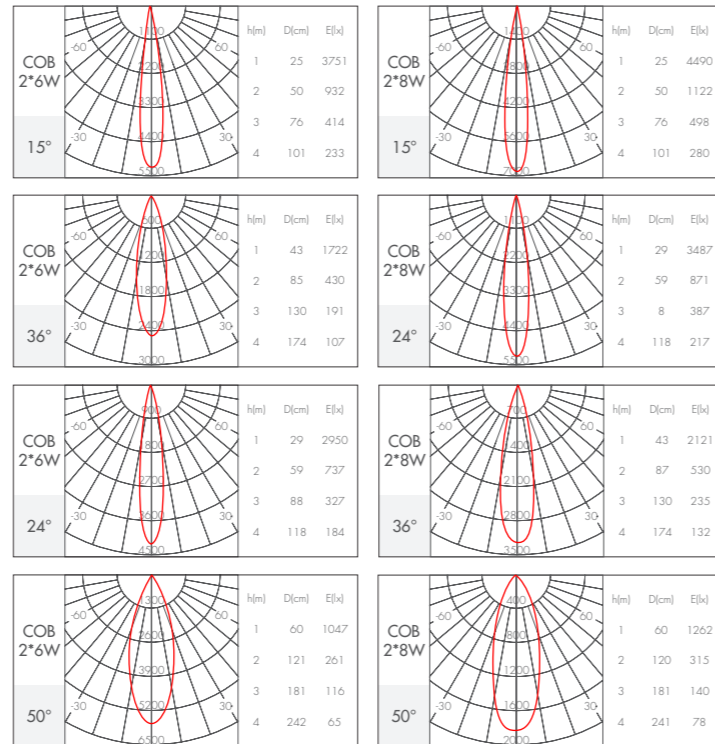 COB
2*6W
15°
-60
60
-30
30
1100
2200
3300
4400
5500
h(m) D(cm) E(lx)
1 25 3751
2 50 932
3 76 414
4 101 233
COB
2*8W
15°
-60
60
-30
30
1400
2800
4200
5600
7000
h(m) D(cm) E(lx)
1 25 4490
2 50 1122
3 76 498
4 101 280
COB
2*6W
36°
-60
60
-30
30
600
1200
1800
2400
3000
h(m) D(cm) E(lx)
1 43 1722
2 85 430
3 130 191
4 174 107
COB
2*8W
24°
-60
60
-30
30
1100
2200
3300
4400
5500
h(m) D(cm) E(lx)
1 29 3487
2 59 871
3 8 387
4 118 217
COB
2*6W
24°
-60
60
-30
30
900
1800
2700
3600
4500
h(m) D(cm) E(lx)
1 29 2950
2 59 737
3 88 327
4 118 184
COB
2*8W
36°
-60
60
-30
30
700
1400
2100
2800
3500
h(m) D(cm) E(lx)
1 43 2121
2 87 530
3 130 235
4 174 132
COB
2*6W
50°
-60
60
-30
30
1300
2600
3900
5200
6500
h(m) D(cm) E(lx)
1 60 1047
2 121 261
3 181 116
4 242 65
COB
2*8W
50°
-60
60
-30
30
400
800
1200
1600
2000
h(m) D(cm) E(lx)
1 60 1262
2 120 315
3 181 140
4 241 78